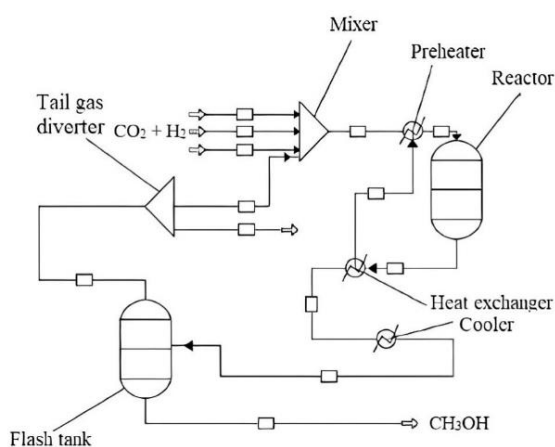 Mixer
Preheater
Reactor
Tail gas
diverter
CO₂ + H₂
Heat exchanger
Cooler
CH₃OH
Flash tank